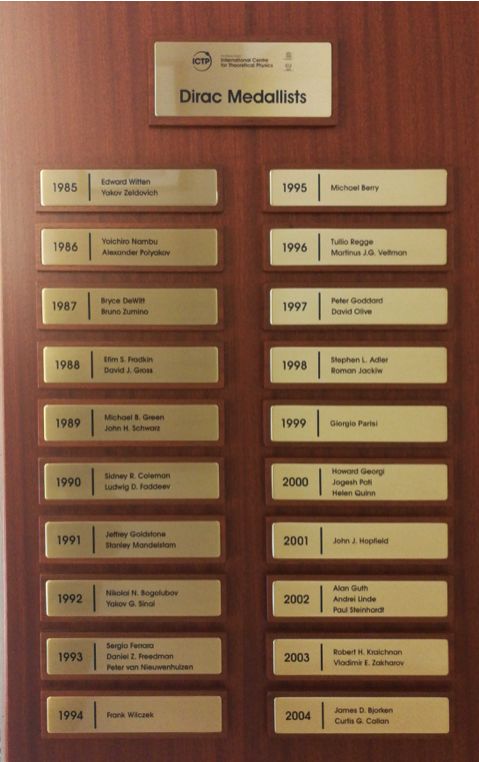 ICTP
International Centre
for Theoretical Physics
Dirac Medallists
1985
Edward Witten
Yakov Zeldovich
1986
Yoichiro Nambu
Alexander Polyakov
1987
Bryce DeWitt
Bruno Zumino
1988
Efim S. Fradkin
David J. Gross
1989
Michael B. Green
John H. Schwarz
1990
Sidney R. Coleman
Ludwig D. Faddeev
1991
Jeffrey Goldstone
Stanley Mandelstam
1992
Nikolai N. Bogolubov
Yakov G. Sinai
1993
Sergio Ferrara
Daniel Z. Freedman
Peter van Nieuwenhuizen
1994
Frank Wilczek
1995
Michael Berry
1996
Tullio Regge
Martinus J.G. Veltman
1997
Peter Goddard
David Olive
1998
Stephen L. Adler
Roman Jackiw
1999
Giorgio Parisi
2000
Howard Georgi
Jogesh Pati
Helen Quinn
2001
John J. Hopfield
2002
Alan Guth
Andrei Linde
Paul Steinhardt
2003
Robert H. Kraichnan
Vladimir E. Zakharov
2004
James D. Bjorken
Curtis G. Callan